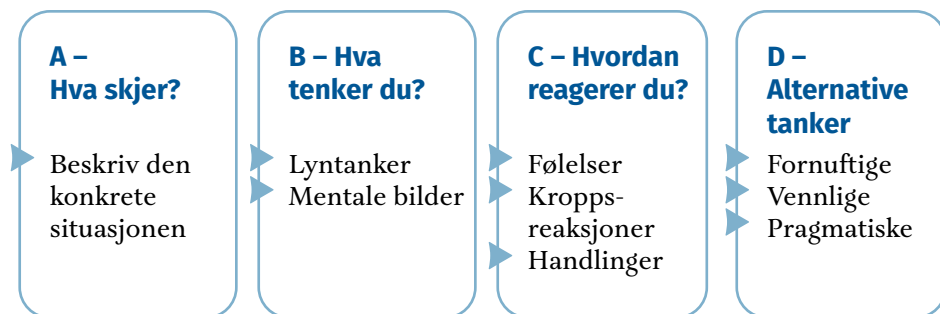 A –
Hva skjer?
Beskriv den
konkrete
situasjonen
B – Hva
tenker du?
Lyntanker
Mentale bilder
C – Hvordan
reagerer du?
Følelser
Kropps-
reaksjoner
Handlinger
D –
Alternative
tanker
Fornuftige
Vennlige
Pragmatiske